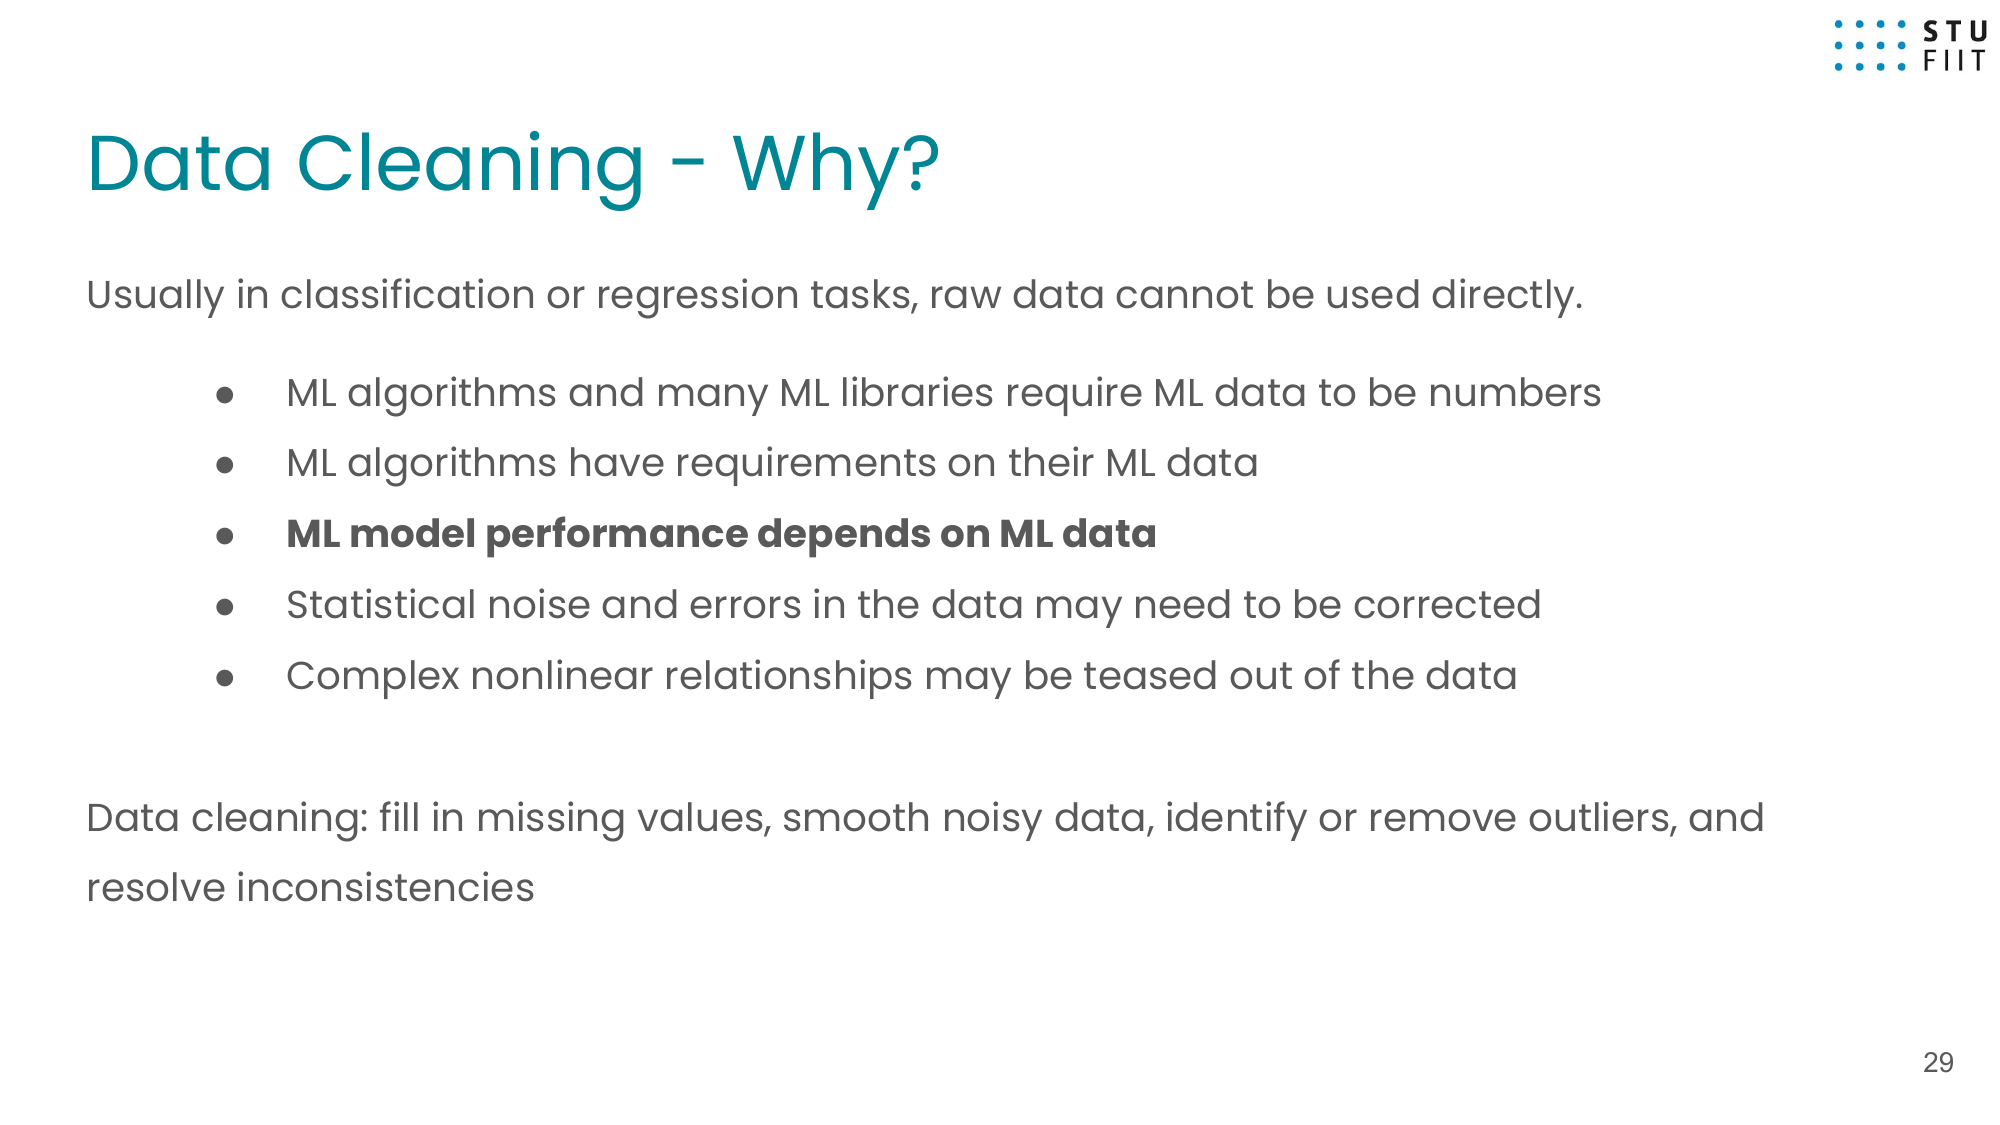 STU
FIIT
Data Cleaning - Why?
Usually in classification or regression tasks, raw data cannot be used directly.
● ML algorithms and many ML libraries require ML data to be numbers
● ML algorithms have requirements on their ML data
● ML model performance depends on ML data
● Statistical noise and errors in the data may need to be corrected
● Complex nonlinear relationships may be teased out of the data
Data cleaning: fill in missing values, smooth noisy data, identify or remove outliers, and
resolve inconsistencies
29